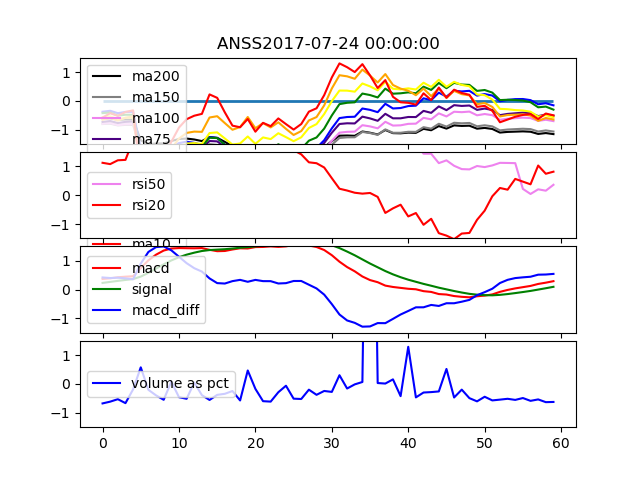 ANSS2017-07-24 00:00:00
1
0
−1
ma200
ma150
ma100
ma75
1
0
−1
rsi50
rsi20
ma10
1
0
−1
macd
signal
macd_diff
1
0
−1
volume as pct
0 10 20 30 40 50 60